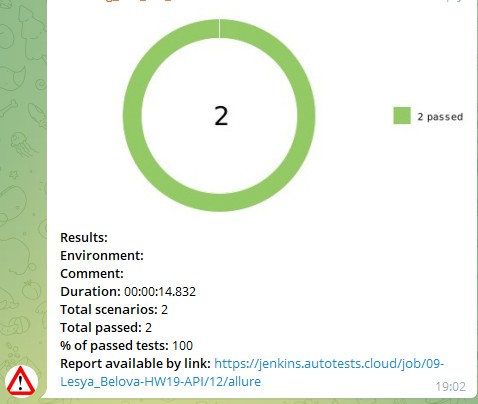 2
2 passed
Results:
Environment:
Comment:
Duration: 00:00:14.832
Total scenarios: 2
Total passed: 2
% of passed tests: 100
Report available by link: https://jenkins.autotests.cloud/job/09-
Lesya_Belova-HW19-API/12/allure
19:02